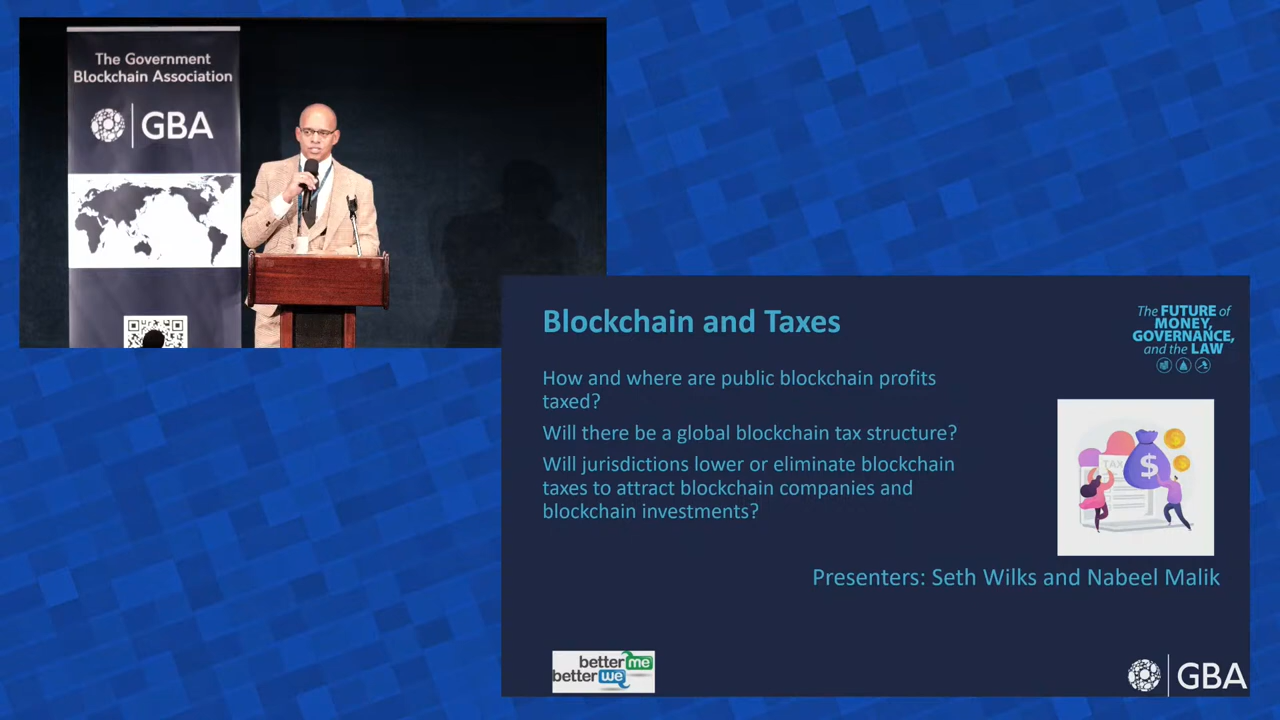 The Government
Blockchain Association
GBA
Blockchain and Taxes
The FUTURE of
MONEY,
GOVERNANCE,
and the LAW
How and where are public blockchain profits
taxed?
Will there be a global blockchain tax structure?
Will jurisdictions lower or eliminate blockchain
taxes to attract blockchain companies and
blockchain investments?
TAX
$
Presenters: Seth Wilks and Nabeel Malik
better me
better we
GBA